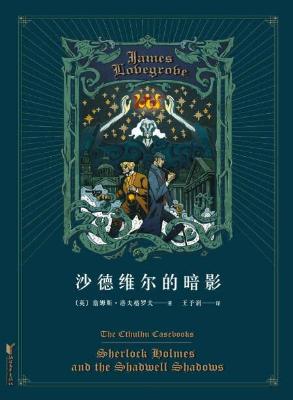 James
Lovegrove
沙德维尔的暗影
〔英〕詹姆斯·洛夫格罗夫——著 王予润——译
The Cthulhu Casebooks
Sherlock Holmes
and the Shadwell Shadows